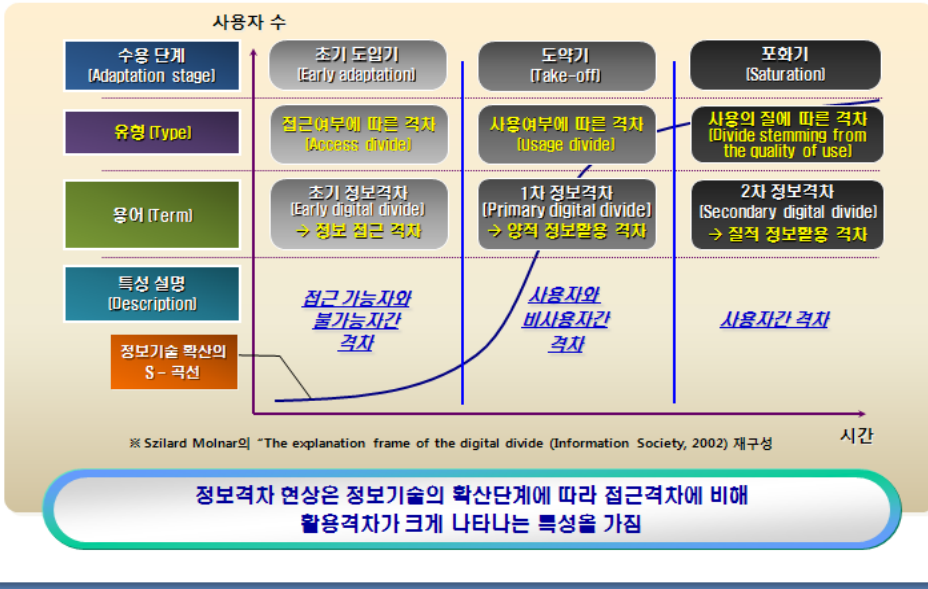 사용자 수
수용 단계
(Adaptation stage)
초기 도입기
(Early adaptation)
도약기
(Take-off)
포화기
(Saturation)
유형 (Type)
접근여부에 따른 격차
(Access divide)
사용여부에 따른 격차
(Usage divide)
사용의 질에 따른 격차
(Divide stemming from
the quality of use)
용어 (Term)
초기 정보격차
(Early digital divide)
→ 정보 접근 격차
1차 정보격차
(Primary digital divide)
→ 양적 정보활용 격차
2차 정보격차
(Secondary digital divide)
→ 질적 정보활용 격차
특성 설명
(Description)
접근 가능자와
불가능자간
격차
사용자와
비사용자간
격차
사용자간 격차
정보기술 확산의
S – 곡선
시간
※ Szilard Molnar의 “The explanation frame of the digital divide (Information Society, 2002) 재구성
정보격차 현상은 정보기술의 확산단계에 따라 접근격차에 비해
활용격차가 크게 나타나는 특성을 가짐